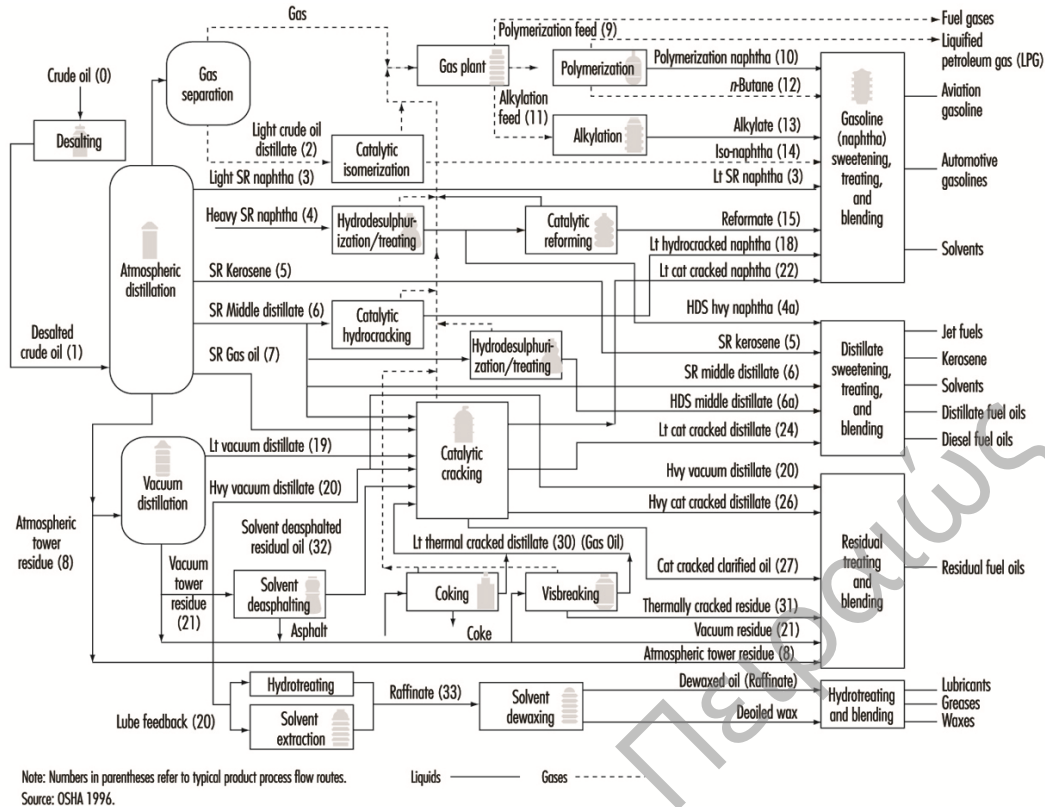 Gas
Polymerization feed (9)
Fuel gases
Liquified
petroleum gas (LPG)
Crude oil (0)
Gas
separation
Gas plant
Polymerization
Polymerization naphtha (10)
n-Butane (12)
Gasoline
(naphtha)
sweetening,
treating,
and
blending
Aviation
gasoline
Desalting
Alkylation
feed (11)
Alkylation
Alkylate (13)
Light crude oil
distillate (2)
Catalytic
isomerization
Iso-naphtha (14)
Automotive
gasolines
Light SR naphtha (3)
Lt SR naphtha (3)
Heavy SR naphtha (4)
Hydrodesulphur-
ization/treating
Catalytic
reforming
Reformate (15)
Lt hydrocracked naphtha (18)
Solvents
Atmospheric
distillation
SR Kerosene (5)
Lt cat cracked naphtha (22)
SR Middle distillate (6)
Catalytic
hydrocracking
HDS hvy naphtha (4a)
Desalted
crude oil (1)
SR Gas oil (7)
Hydrodesulphuri-
zation/treating
SR kerosene (5)
SR middle distillate (6)
HDS middle distillate (6a)
Distillate
sweetening,
treating,
and
blending
Jet fuels
Kerosene
Solvents
Distillate fuel oils
Diesel fuel oils
Lt vacuum distillate (19)
Catalytic
cracking
Lt cat cracked distillate (24)
Vacuum
distillation
Hvy vacuum distillate (20)
Hvy vacuum distillate (20)
Hvy cat cracked distillate (26)
Atmospheric
tower
residue (8)
Solvent deasphalted
residual oil (32)
Lt thermal cracked distillate (30) (Gas Oil)
Cat cracked clarified oil (27)
Residual
treating
and
blending
Residual fuel oils
Vacuum
tower
residue
(21)
Solvent
deasphalting
Coking
Visbreaking
Thermally cracked residue (31)
Asphalt
Coke
Vacuum residue (21)
Atmospheric tower residue (8)
Hydrotreating
Raffinate (33)
Solvent
dewaxing
Dewaxed oil (Raffinate)
Hydrotreating
and blending
Lubricants
Greases
Waxes
Lube feedback (20)
Solvent
extraction
Deoiled wax
Note: Numbers in parentheses refer to typical product process flow routes.
Liquids
Gases
Source: OSHA 1996.
Πειραιώς